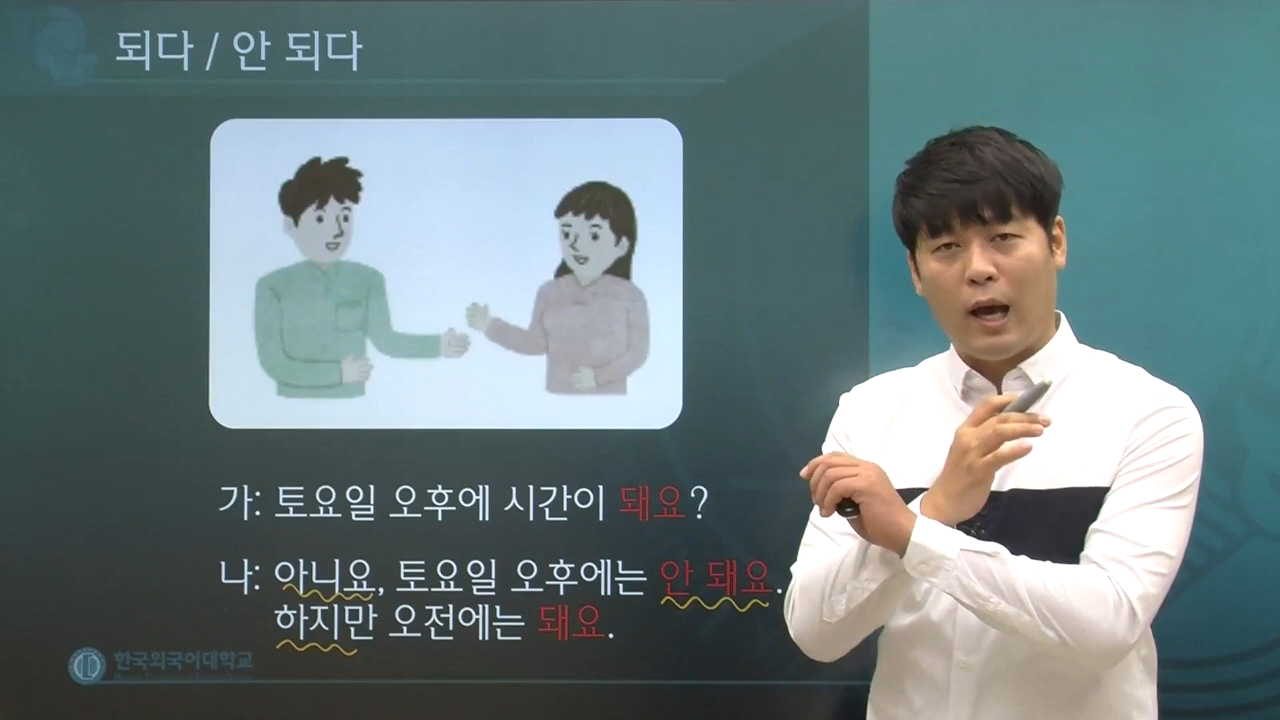 되다 / 안 되다
가: 토요일 오후에 시간이 돼요?
나: 아니요, 토요일 오후에는 안 돼요.
하지만 오전에는 돼요.
한국외국어대학교